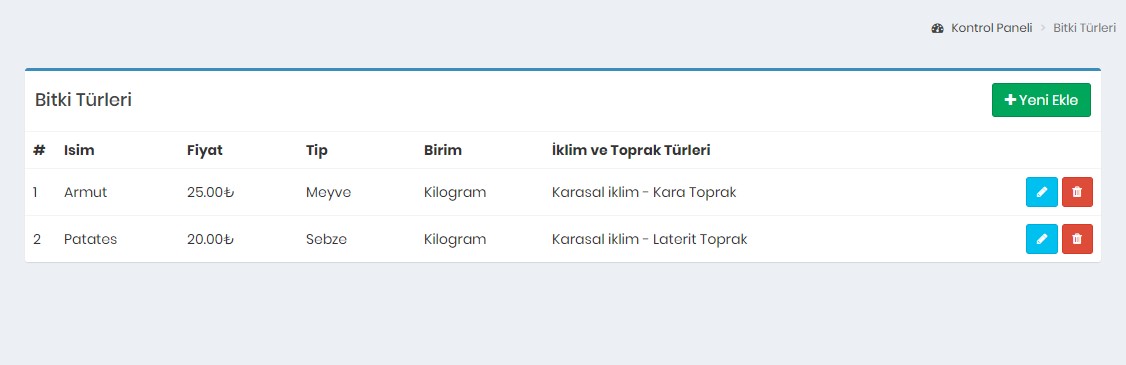 Kontrol Paneli > Bitki Türleri
Bitki Türleri
+ Yeni Ekle
# Isim Fiyat Tip Birim İklim ve Toprak Türleri
1 Armut 25.00₺ Meyve Kilogram Karasal iklim - Kara Toprak
2 Patates 20.00₺ Sebze Kilogram Karasal iklim - Laterit Toprak